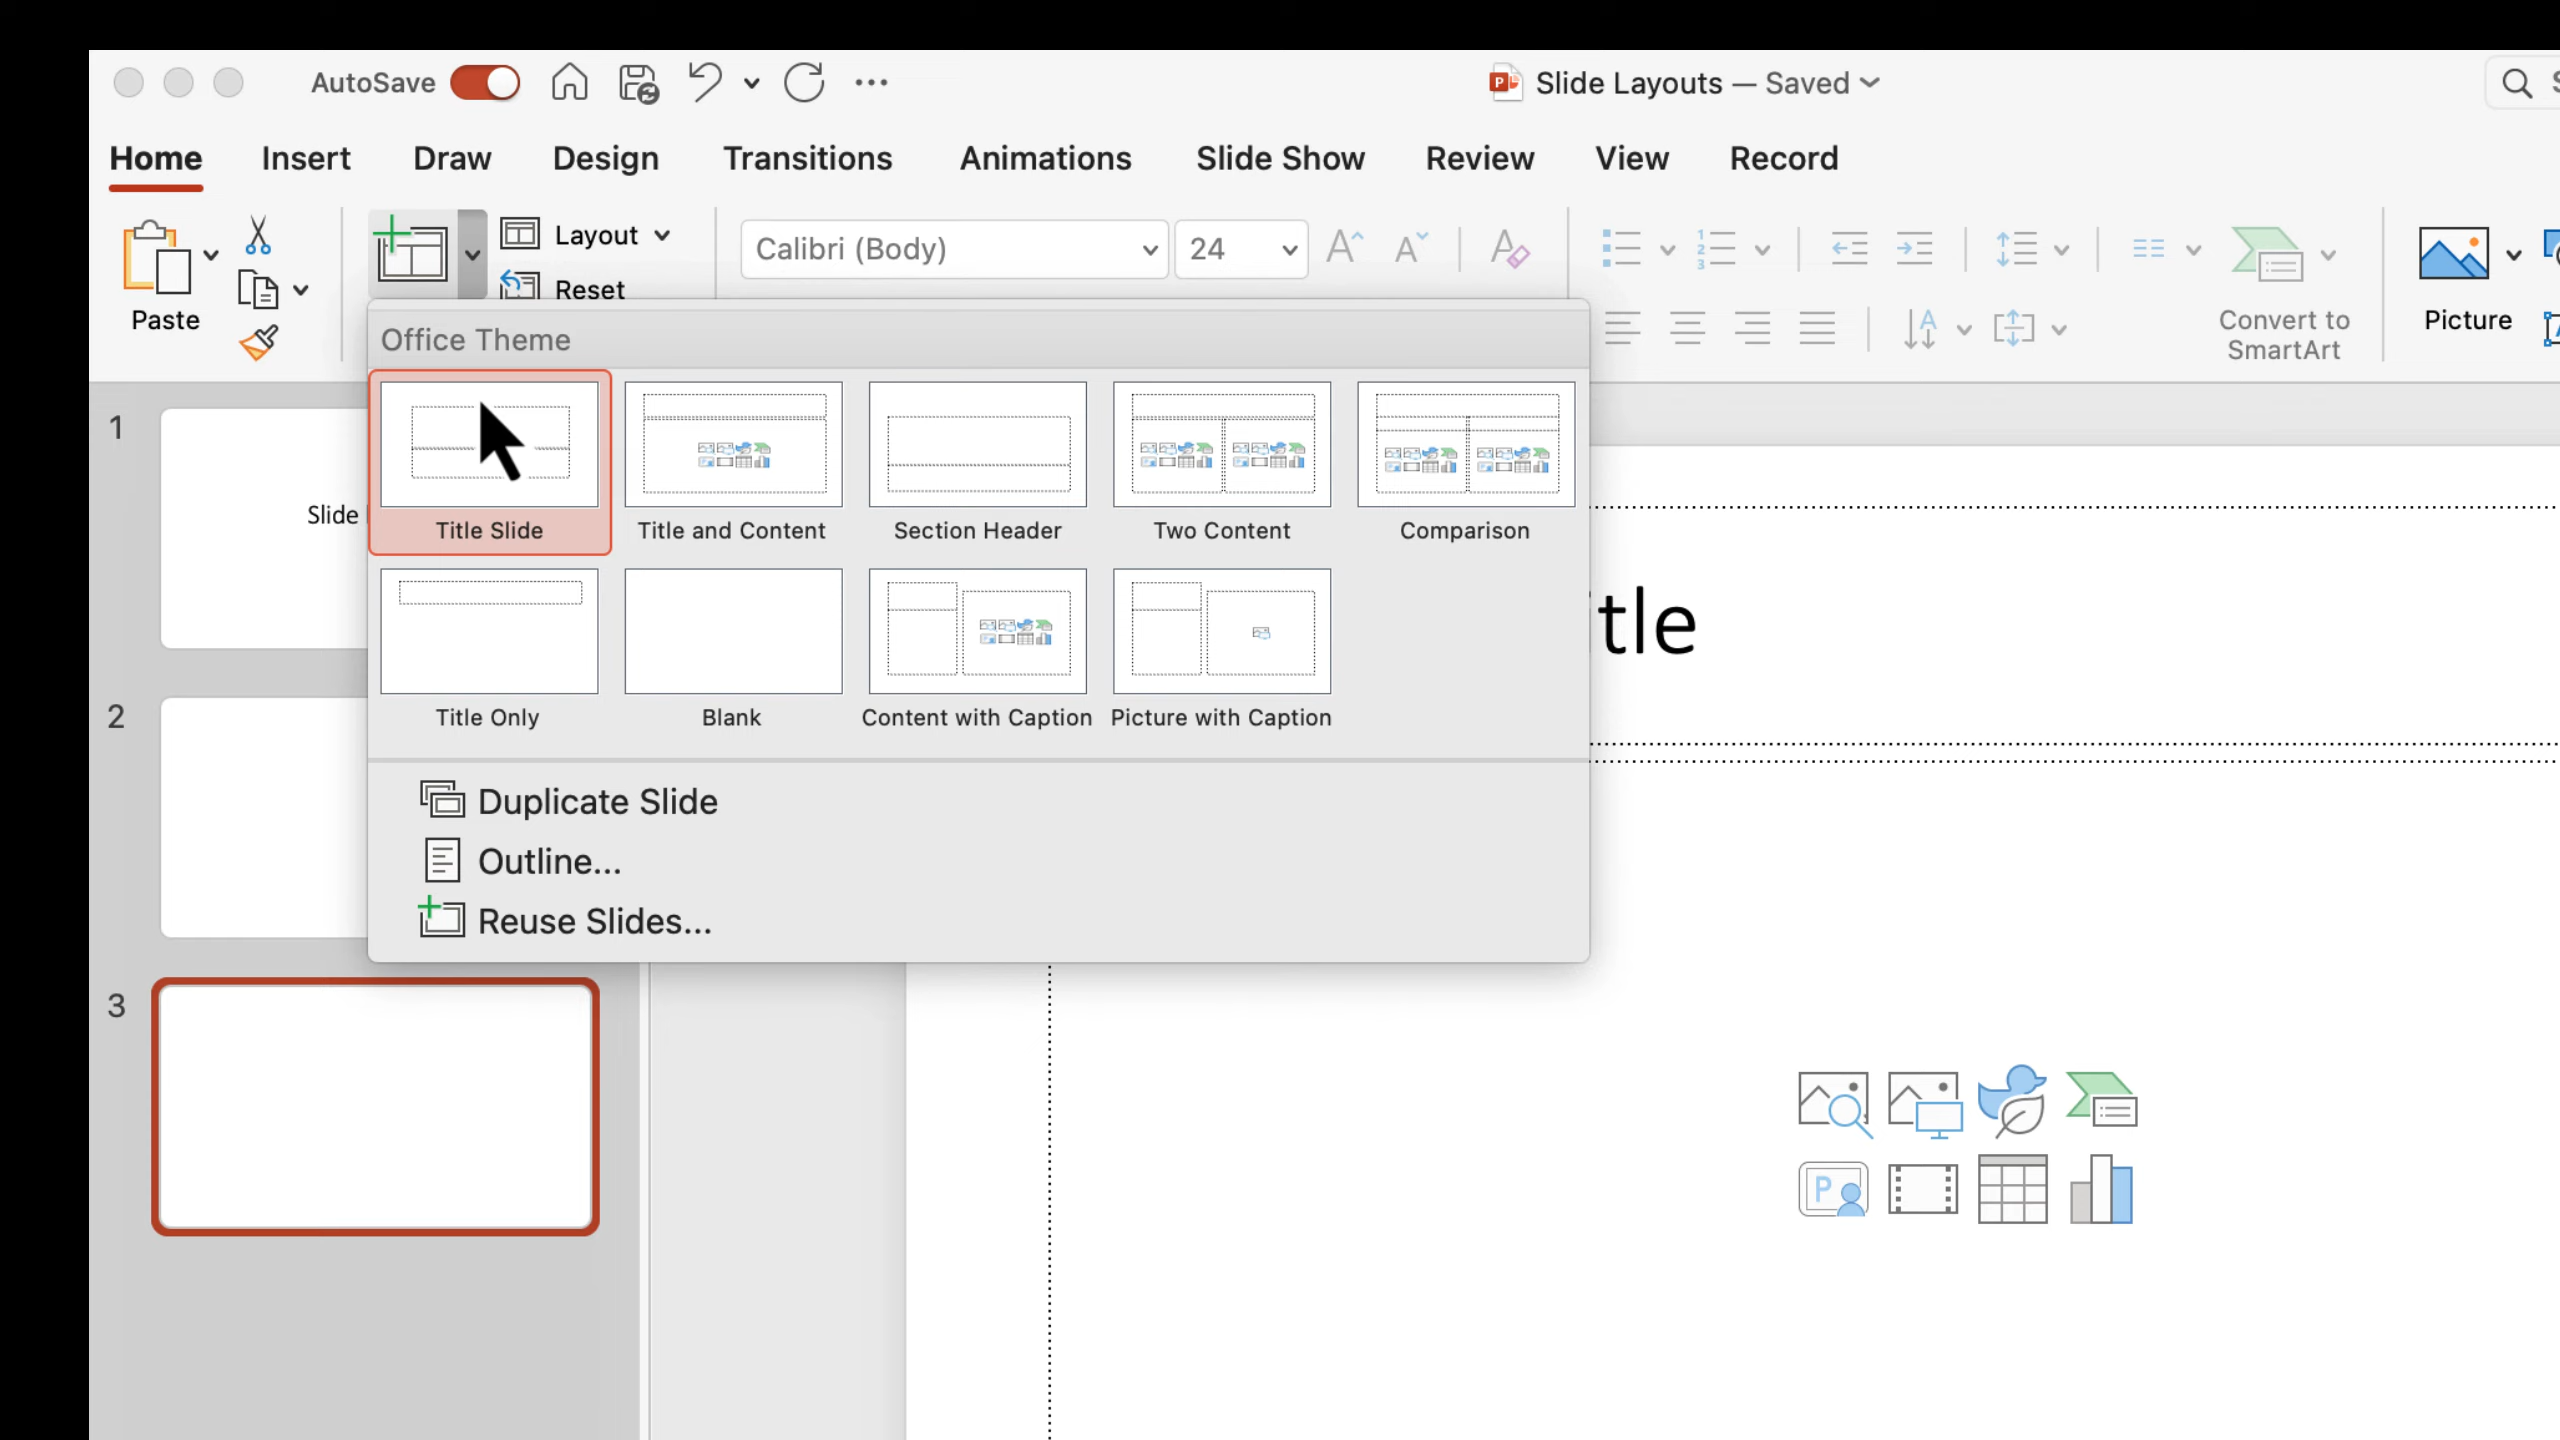 AutoSave
Slide Layouts — Saved
Home Insert Draw Design Transitions Animations Slide Show Review View Record
Paste
Layout
Reset
Calibri (Body) 24
Convert to
SmartArt
Picture
Office Theme
Title Slide Title and Content Section Header Two Content Comparison
Title Only Blank Content with Caption Picture with Caption
Duplicate Slide
Outline...
Reuse Slides...
1
Slide
2
3
itle